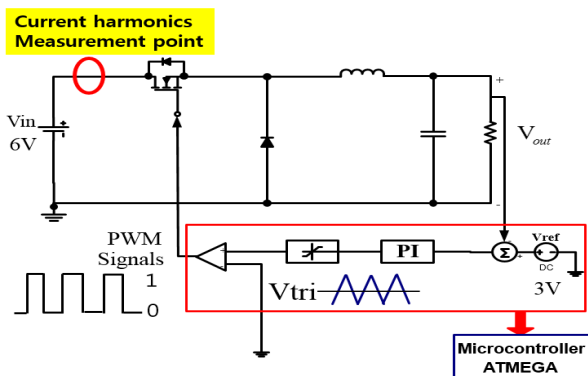 Current harmonics
Measurement point
Vin
6V
+
Vout
-
PWM
Signals
1
0
PI
Σ
Vref
DC
3V
Vtri
Microcontroller
ATMEGA